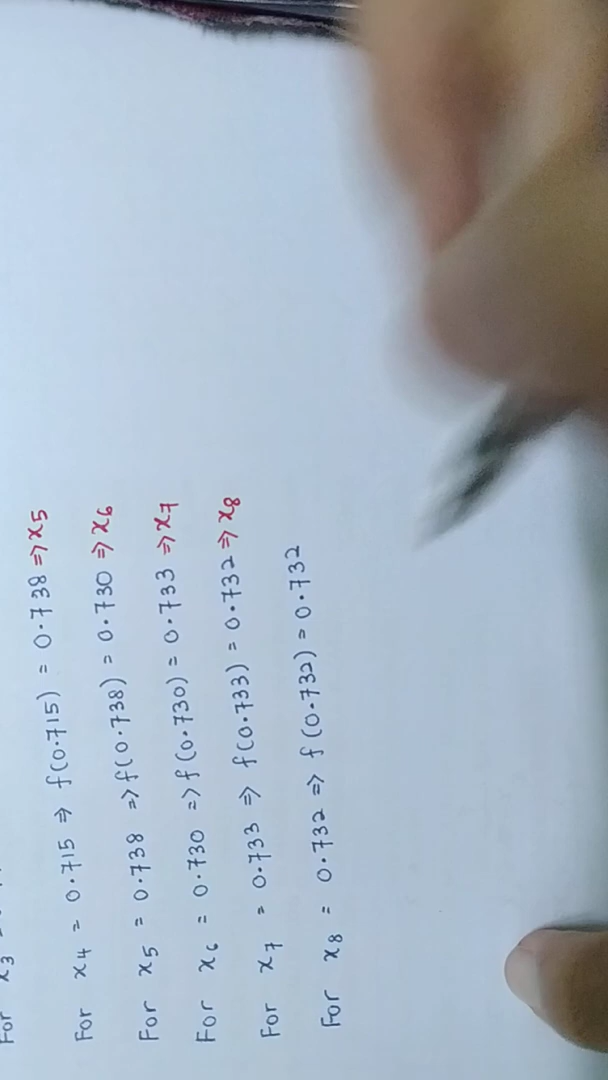 For x3
For x4 = 0.715 ⇒ f(0.715) = 0.738 ⇒ x5
For x5 = 0.738 ⇒ f(0.738) = 0.730 ⇒ x6
For x6 = 0.730 ⇒ f(0.730) = 0.733 ⇒ x7
For x7 = 0.733 ⇒ f(0.733) = 0.732 ⇒ x8
For x8 = 0.732 ⇒ f(0.732) = 0.732